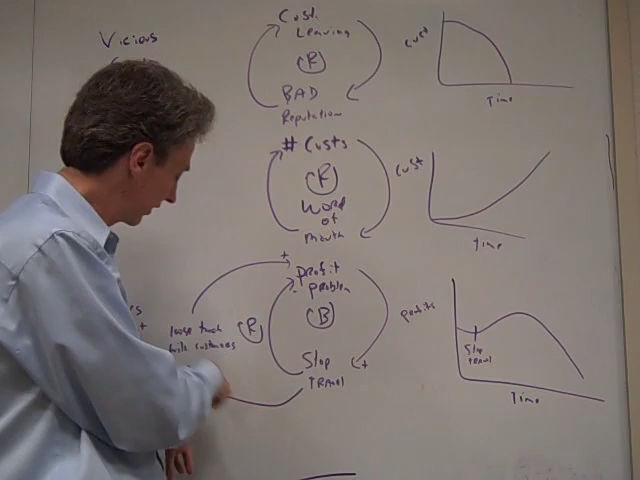 Vicious
Cust.
Leaving
R
BAD
Reputation
cust
Time
# Custs
R
WORD
of
mouth
cust
time
+
profit
- problem
B
Stop
TRAVEL
+
loose touch
with customers
R
profits
Stop
TRAVEL
Time